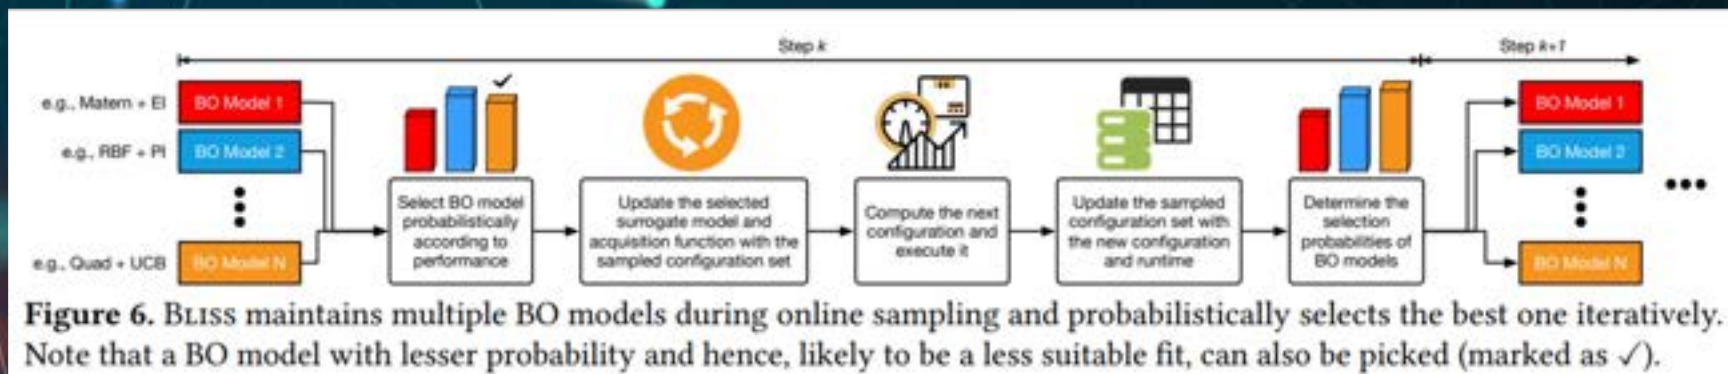 Step k
Step k+1
e.g., Matern + EI
BO Model 1
e.g., RBF + PI
BO Model 2
e.g., Quad + UCB
BO Model N
Select BO model
probabilistically
according to
performance
Update the selected
surrogate model and
acquisition function with the
sampled configuration set
Compute the next
configuration and
execute it
Update the sampled
configuration set with
the new configuration
and runtime
Determine the
selection
probabilities of
BO models
BO Model 1
BO Model 2
BO Model N
Figure 6. BLISS maintains multiple BO models during online sampling and probabilistically selects the best one iteratively.
Note that a BO model with lesser probability and hence, likely to be a less suitable fit, can also be picked (marked as ✓).